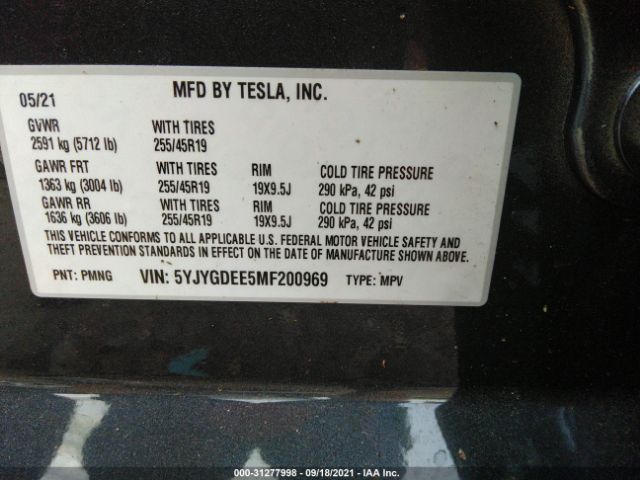 05/21 MFD BY TESLA, INC.
GVWR WITH TIRES
2591 kg (5712 lb) 255/45R19
GAWR FRT WITH TIRES RIM COLD TIRE PRESSURE
1363 kg (3004 lb) 255/45R19 19X9.5J 290 kPa, 42 psi
GAWR RR WITH TIRES RIM COLD TIRE PRESSURE
1636 kg (3606 lb) 255/45R19 19X9.5J 290 kPa, 42 psi
THIS VEHICLE CONFORMS TO ALL APPLICABLE U.S. FEDERAL MOTOR VEHICLE SAFETY AND
THEFT PREVENTION STANDARDS IN EFFECT ON THE DATE OF MANUFACTURE SHOWN ABOVE.
PNT: PMNG VIN: 5YJYGDEE5MF200969 TYPE: MPV
000-31277998 - 09/18/2021 - IAA Inc.